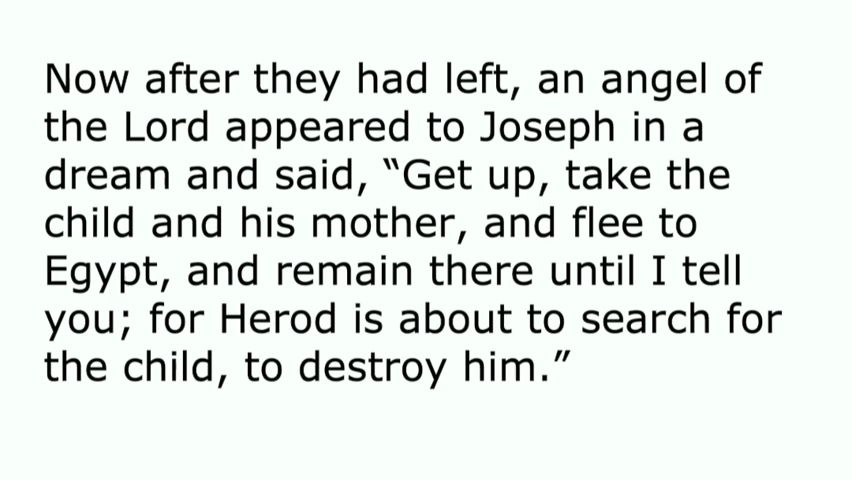 Now after they had left, an angel of
the Lord appeared to Joseph in a
dream and said, “Get up, take the
child and his mother, and flee to
Egypt, and remain there until I tell
you; for Herod is about to search for
the child, to destroy him.”